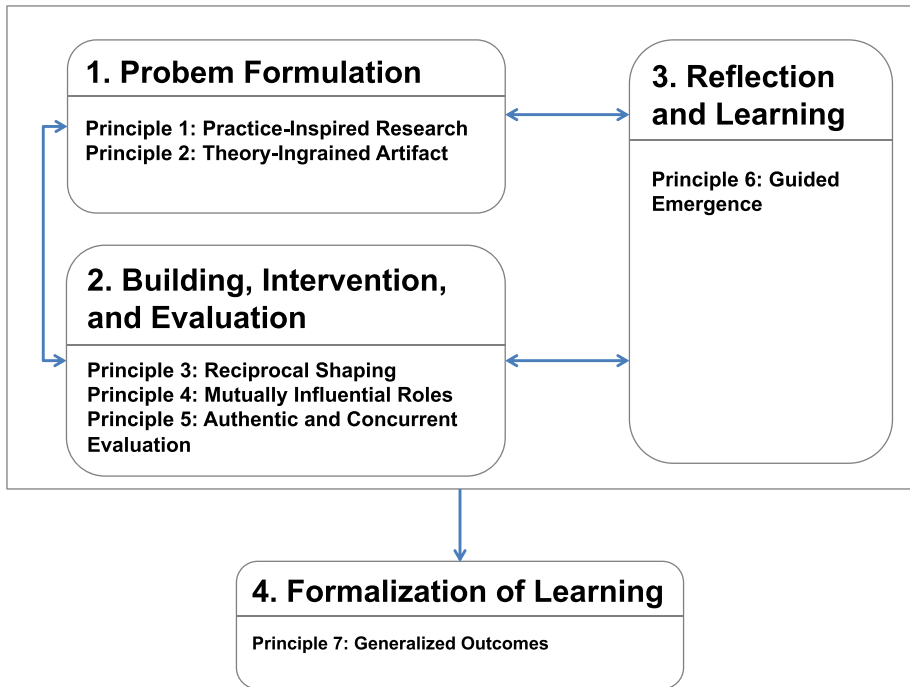 1. Probem Formulation
Principle 1: Practice-Inspired Research
Principle 2: Theory-Ingrained Artifact
2. Building, Intervention,
and Evaluation
Principle 3: Reciprocal Shaping
Principle 4: Mutually Influential Roles
Principle 5: Authentic and Concurrent
Evaluation
3. Reflection
and Learning
Principle 6: Guided
Emergence
4. Formalization of Learning
Principle 7: Generalized Outcomes